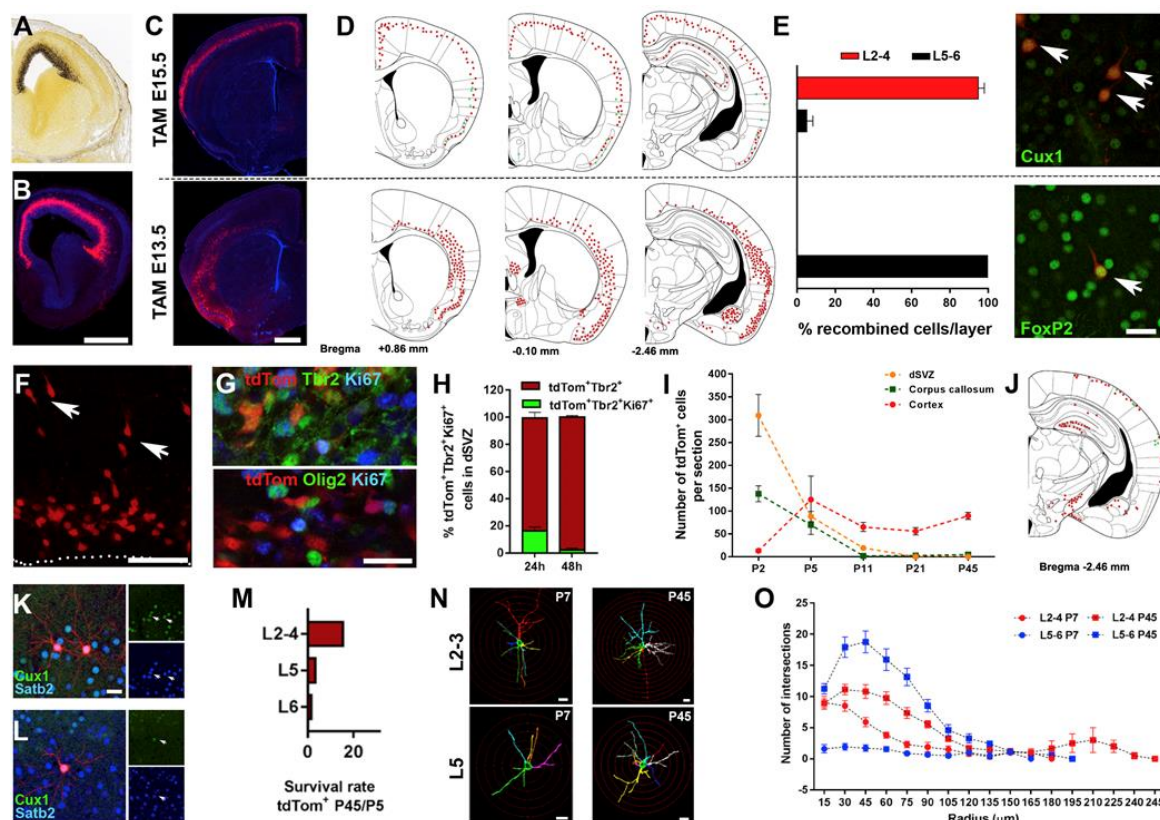 A
C
D
E
L2-4
L5-6
TAM E15.5
Cux1
B
TAM E13.5
0
20
40
60
80
100
% recombined cells/layer
FoxP2
Bregma
+0.86 mm
-0.10 mm
-2.46 mm
F
G
tdTom Tbr2 Ki67
tdTom Olig2 Ki67
H
tdTom⁺Tbr2⁺
tdTom⁺Tbr2⁺Ki67⁺
% tdTom⁺Tbr2⁺Ki67⁺
cells in dSVZ
120
100
80
60
40
20
0
24h
48h
I
dSVZ
Corpus callosum
Cortex
Number of tdTom⁺ cells
per section
400
350
300
250
200
150
100
50
0
P2
P5
P11
P21
P45
J
Bregma -2.46 mm
K
Cux1
Satb2
L
Cux1
Satb2
M
L2-4
L5
L6
0
20
Survival rate
tdTom⁺ P45/P5
N
P7
P45
L2-3
P7
P45
L5
O
L2-4 P7
L2-4 P45
L5-6 P7
L5-6 P45
Number of intersections
25
20
15
10
5
0
-5
15 30 45 60 75 90 105 120 135 150 165 180 195 210 225 240 245
Radius (µm)